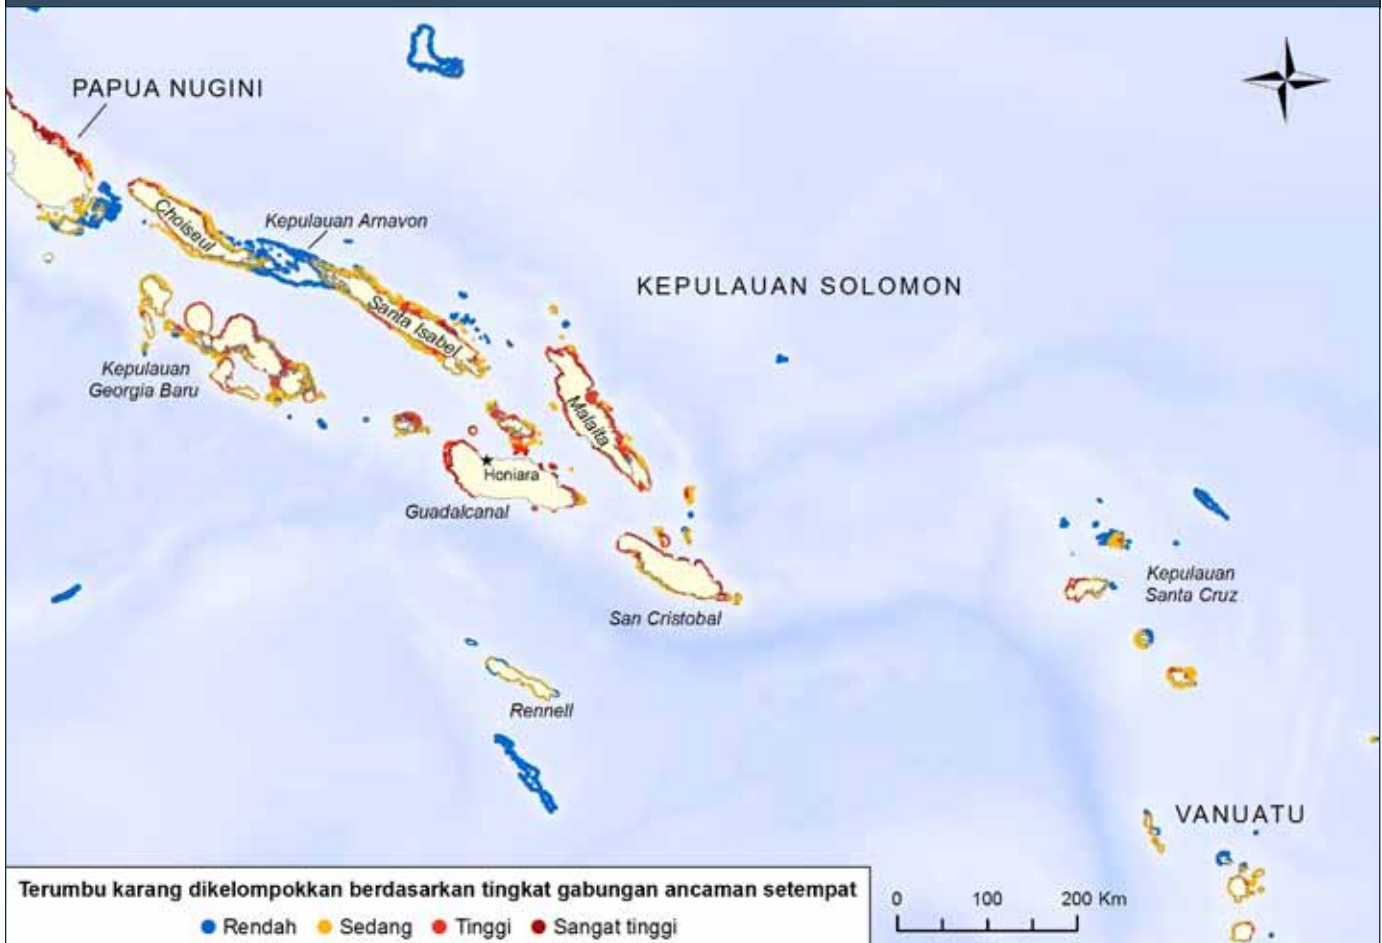 PAPUA NUGINI
Choiseul
Kepulauan Arnavon
KEPULAUAN SOLOMON
Santa Isabel
Kepulauan
Georgia Baru
Malaita
Honiara
Guadalcanal
Kepulauan
Santa Cruz
San Cristobal
Rennell
VANUATU
Terumbu karang dikelompokkan berdasarkan tingkat gabungan ancaman setempat
Rendah Sedang Tinggi Sangat tinggi
0 100 200 Km